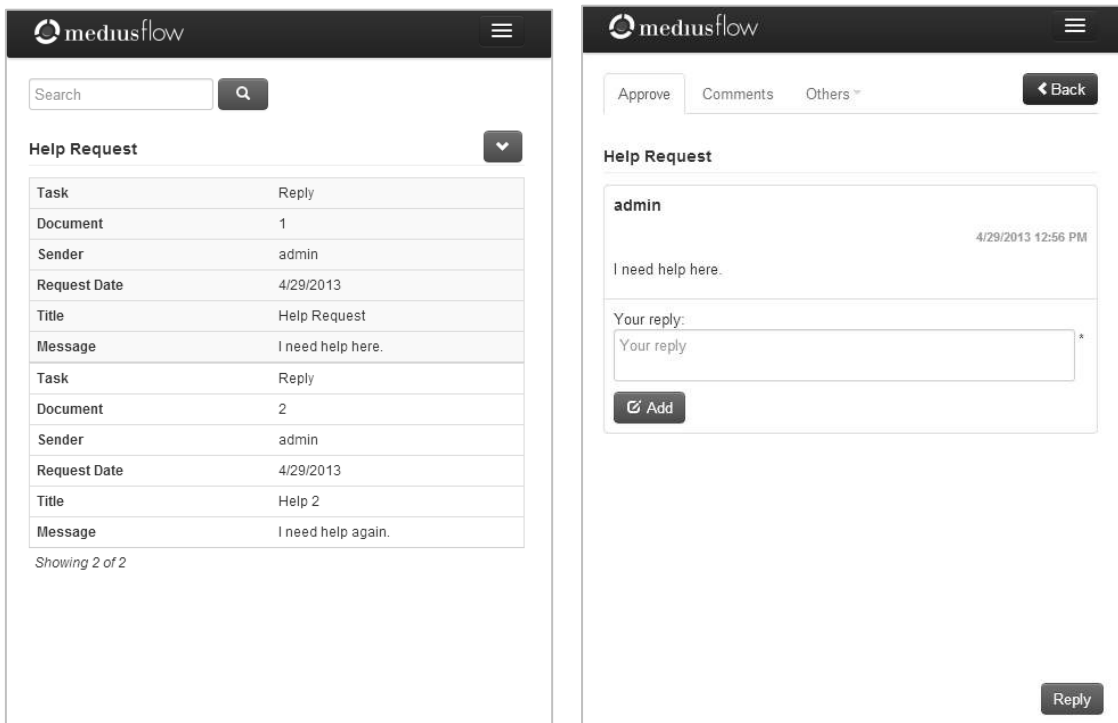 mediusflow
Search
Help Request
Task Reply
Document 1
Sender admin
Request Date 4/29/2013
Title Help Request
Message I need help here.
Task Reply
Document 2
Sender admin
Request Date 4/29/2013
Title Help 2
Message I need help again.
Showing 2 of 2
mediusflow
Approve Comments Others Back
Help Request
admin
4/29/2013 12:56 PM
I need help here.
Your reply:
Your reply *
Add
Reply